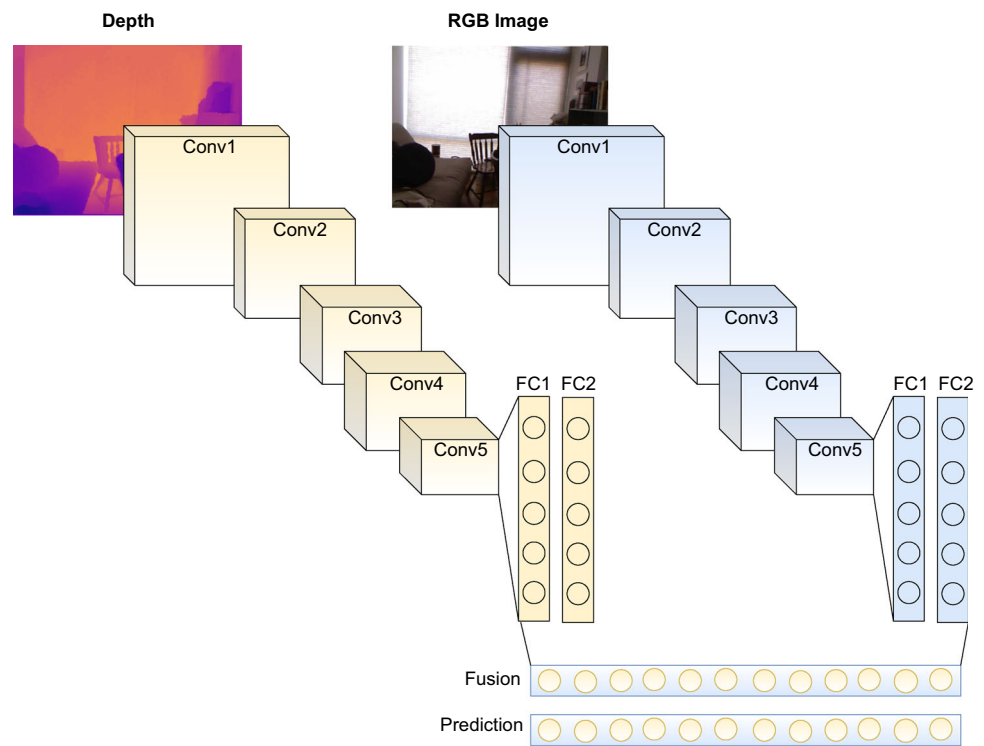 Depth
RGB Image
Conv1
Conv2
Conv3
Conv4
Conv5
FC1
FC2
Conv1
Conv2
Conv3
Conv4
Conv5
FC1
FC2
Fusion
Prediction